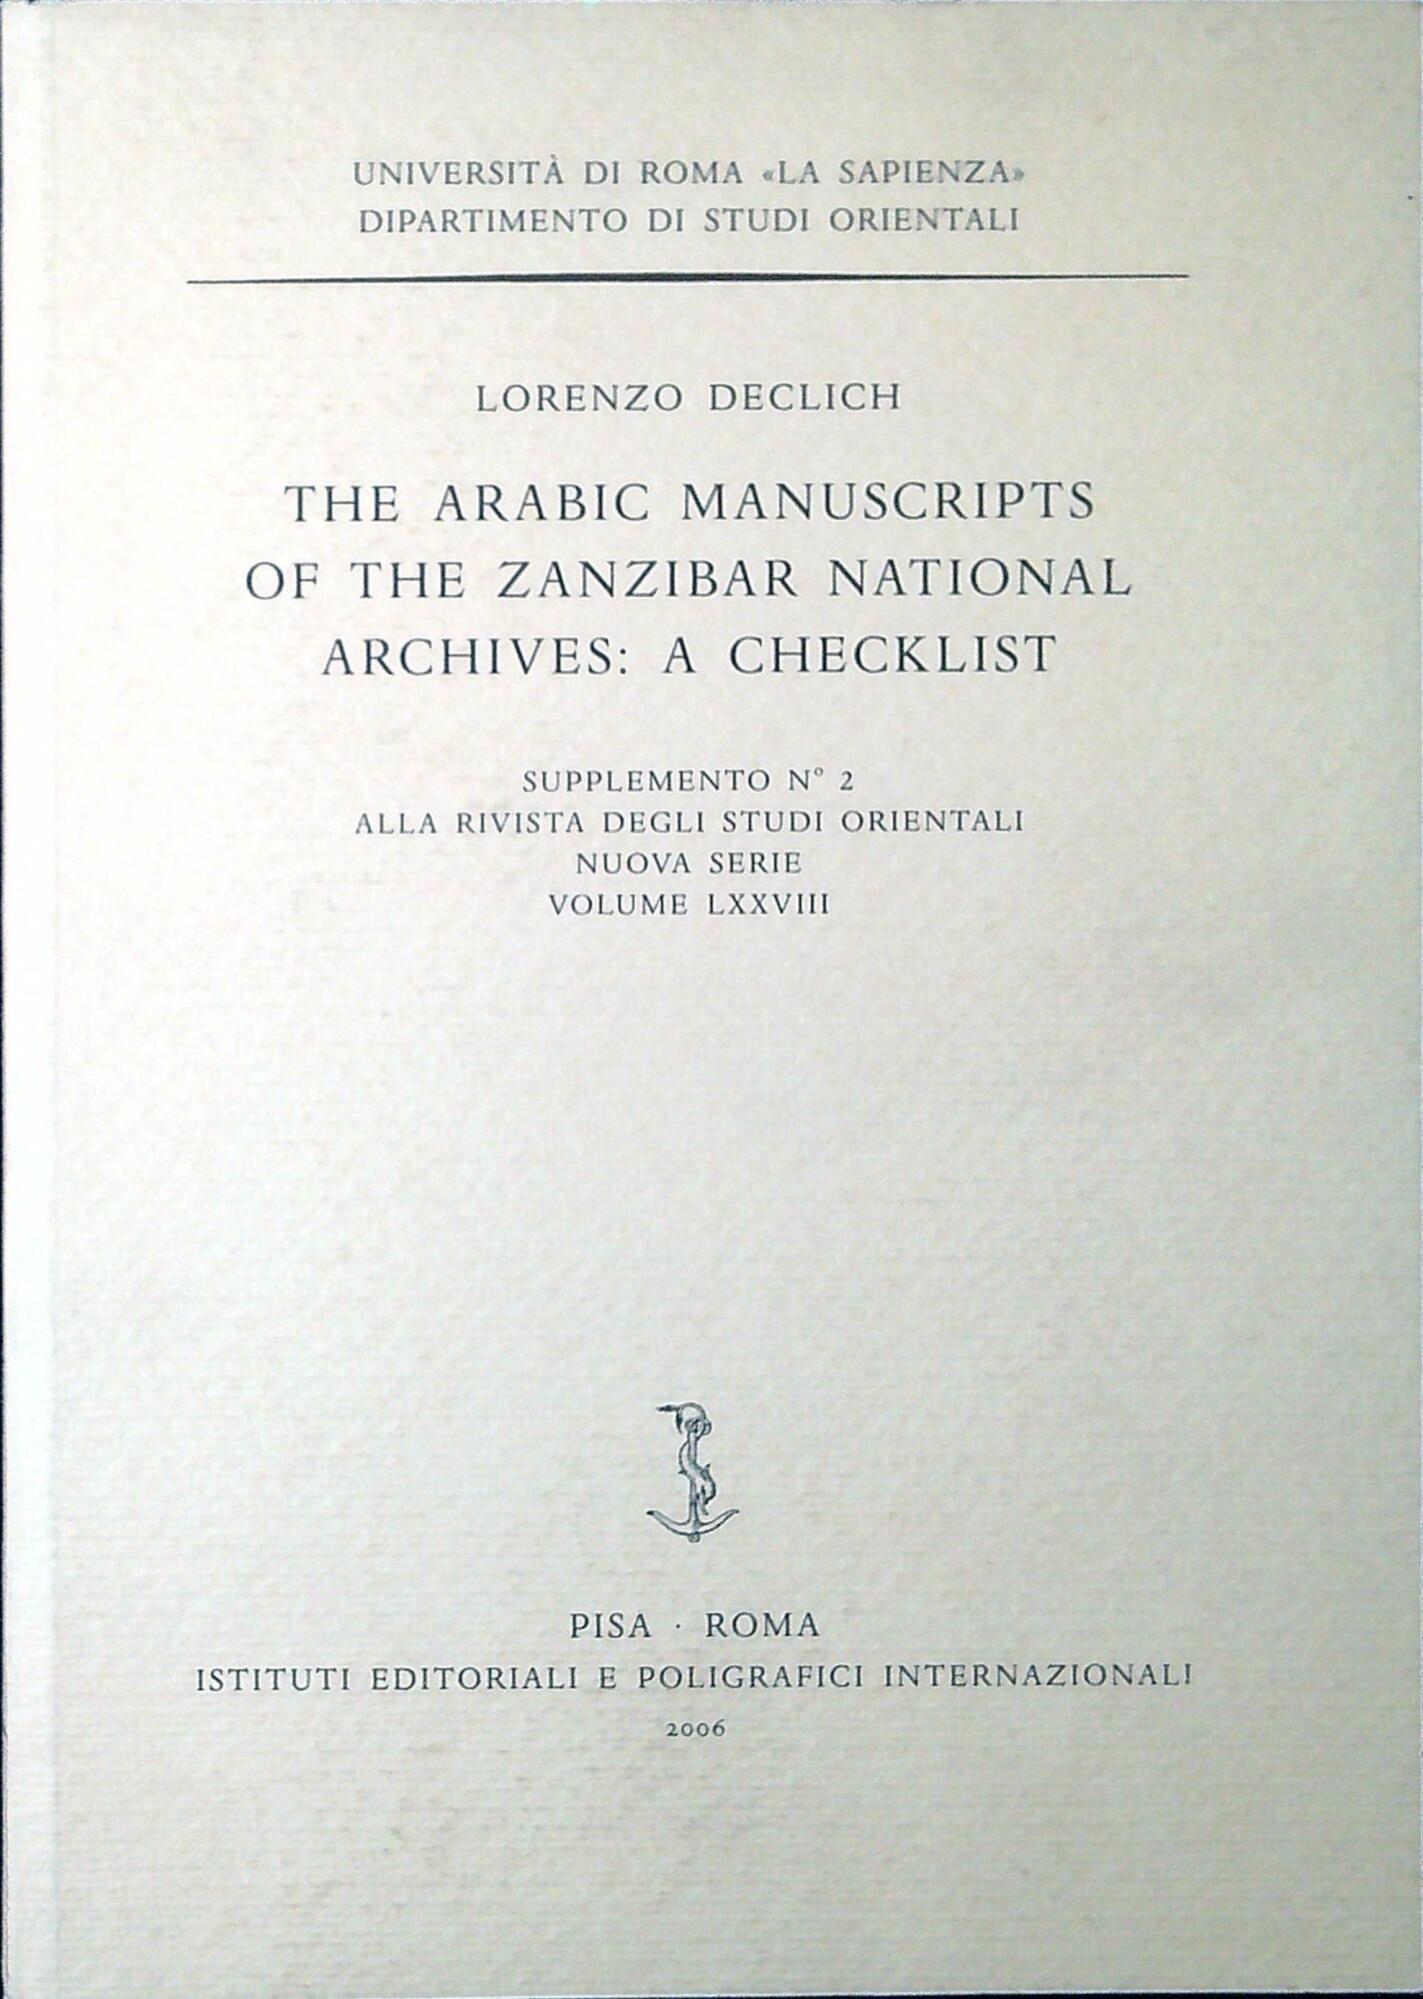 UNIVERSITÀ DI ROMA «LA SAPIENZA»
DIPARTIMENTO DI STUDI ORIENTALI
LORENZO DECLICH
THE ARABIC MANUSCRIPTS
OF THE ZANZIBAR NATIONAL
ARCHIVES: A CHECKLIST
SUPPLEMENTO N° 2
ALLA RIVISTA DEGLI STUDI ORIENTALI
NUOVA SERIE
VOLUME LXXVIII
PISA · ROMA
ISTITUTI EDITORIALI E POLIGRAFICI INTERNAZIONALI
2006